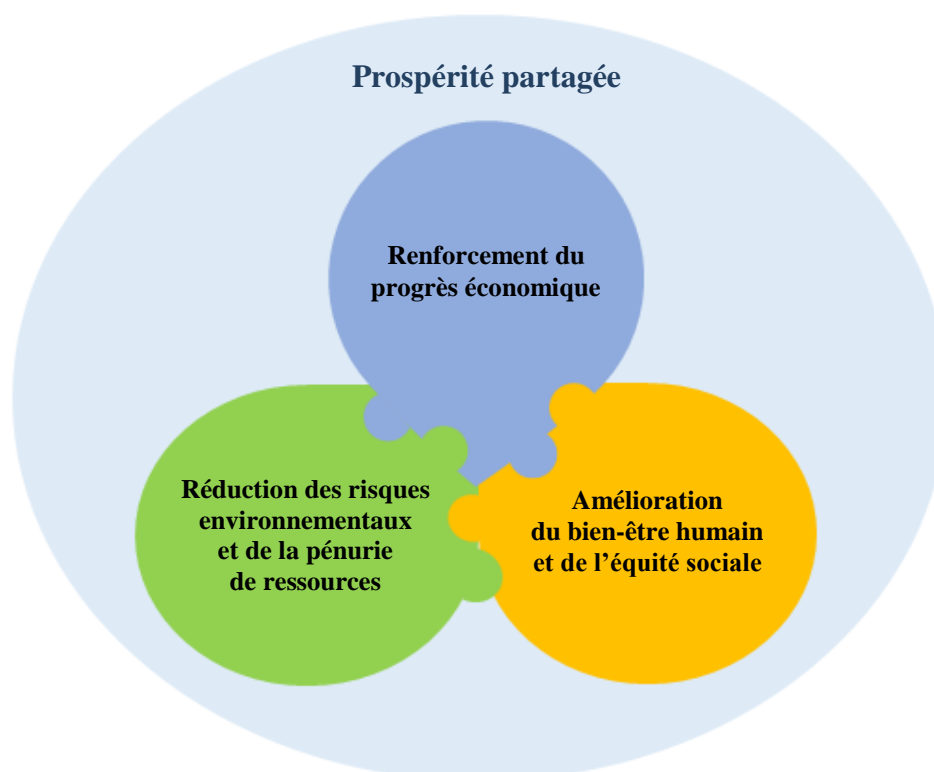 Prospérité partagée
Renforcement du
progrès économique
Réduction des risques
environnementaux
et de la pénurie
de ressources
Amélioration
du bien-être humain
et de l’équité sociale